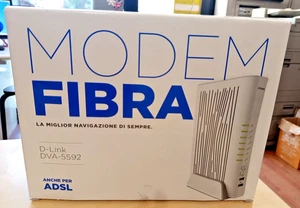 MODEM
FIBRA
LA MIGLIOR NAVIGAZIONE DI SEMPRE.
D-Link
DVA-5592
ANCHE PER
ADSL